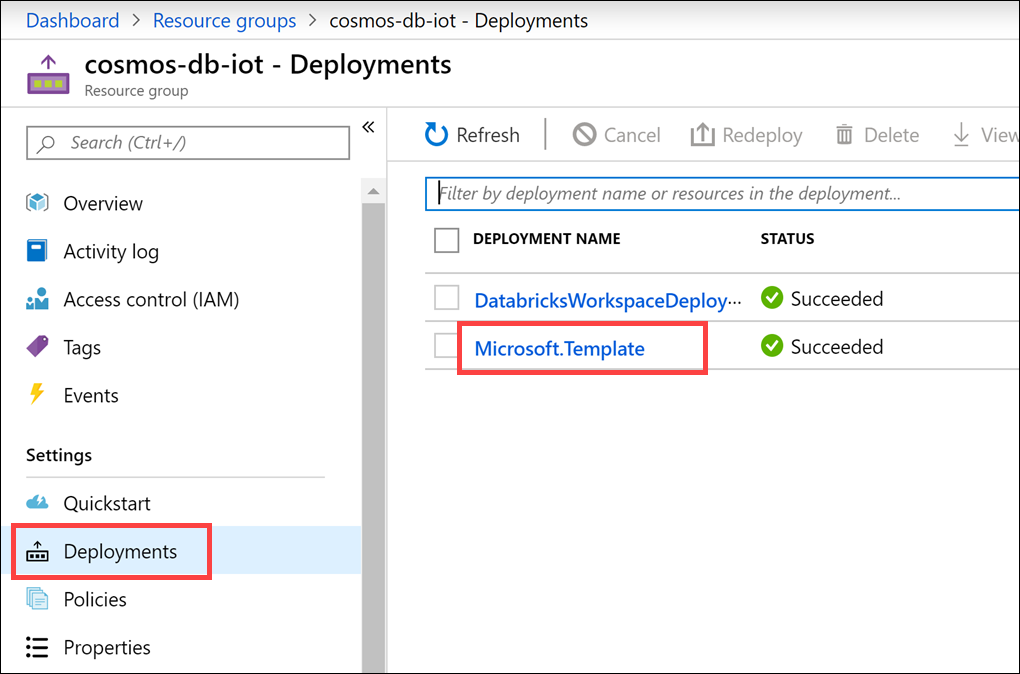 Dashboard > Resource groups > cosmos-db-iot - Deployments
cosmos-db-iot - Deployments
Resource group
Search (Ctrl+/)
«
Overview
Activity log
Access control (IAM)
Tags
Events
Settings
Quickstart
Deployments
Policies
Properties
Refresh Cancel Redeploy Delete View
Filter by deployment name or resources in the deployment...
DEPLOYMENT NAME STATUS
DatabricksWorkspaceDeploy... Succeeded
Microsoft.Template Succeeded